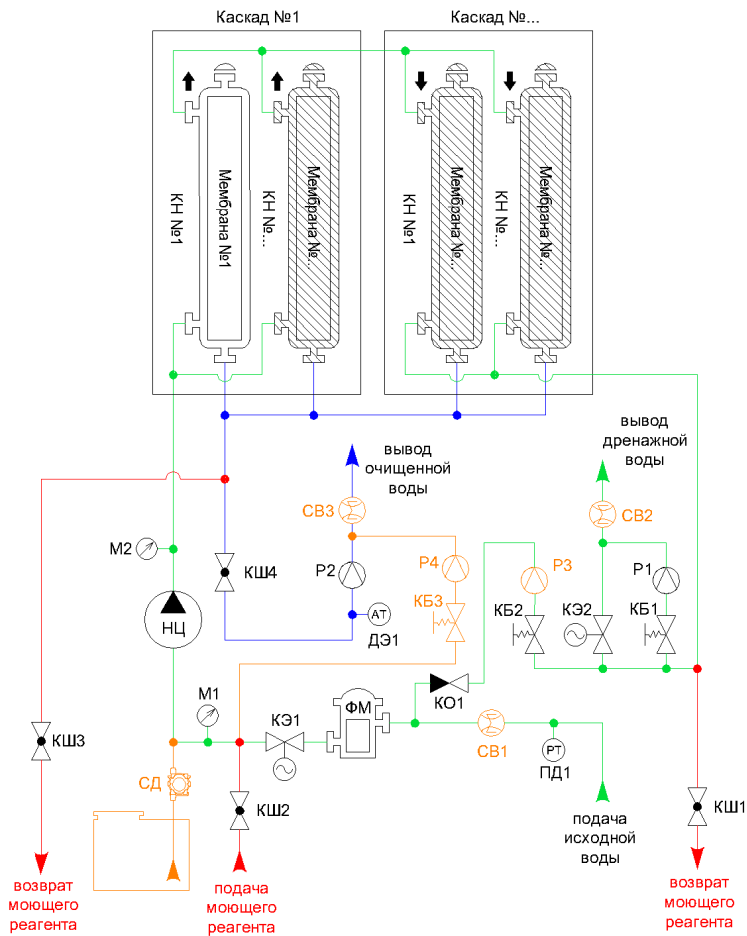 Каскад №1
Каскад №...
КН №1
Мембрана №1
КН №...
Мембрана №...
КН №1
Мембрана №...
КН №...
Мембрана №...
вывод
очищенной
воды
вывод
дренажной
воды
СВ3
СВ2
М2
КШ4
Р2
Р4
Р3
Р1
КБ3
КБ2
КЭ2
КБ1
НЦ
АТ
ДЭ1
М1
КЭ1
ФМ
КО1
КШ3
СВ1
РТ
ПД1
СД
КШ2
КШ1
подача
исходной
воды
возврат
моющего
реагента
подача
моющего
реагента
возврат
моющего
реагента